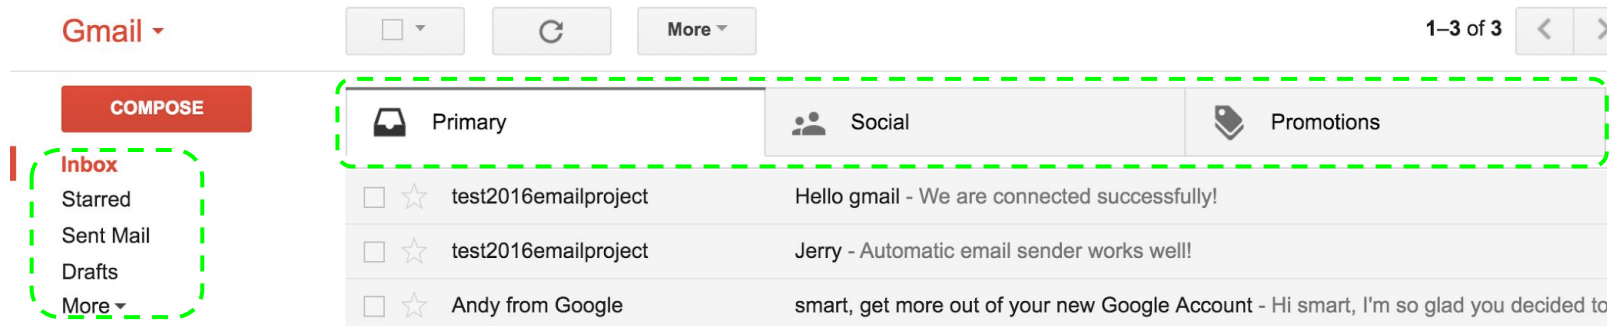 Gmail
More
1–3 of 3
COMPOSE
Inbox
Starred
Sent Mail
Drafts
More
Primary
Social
Promotions
test2016emailproject Hello gmail - We are connected successfully!
test2016emailproject Jerry - Automatic email sender works well!
Andy from Google smart, get more out of your new Google Account - Hi smart, I'm so glad you decided to